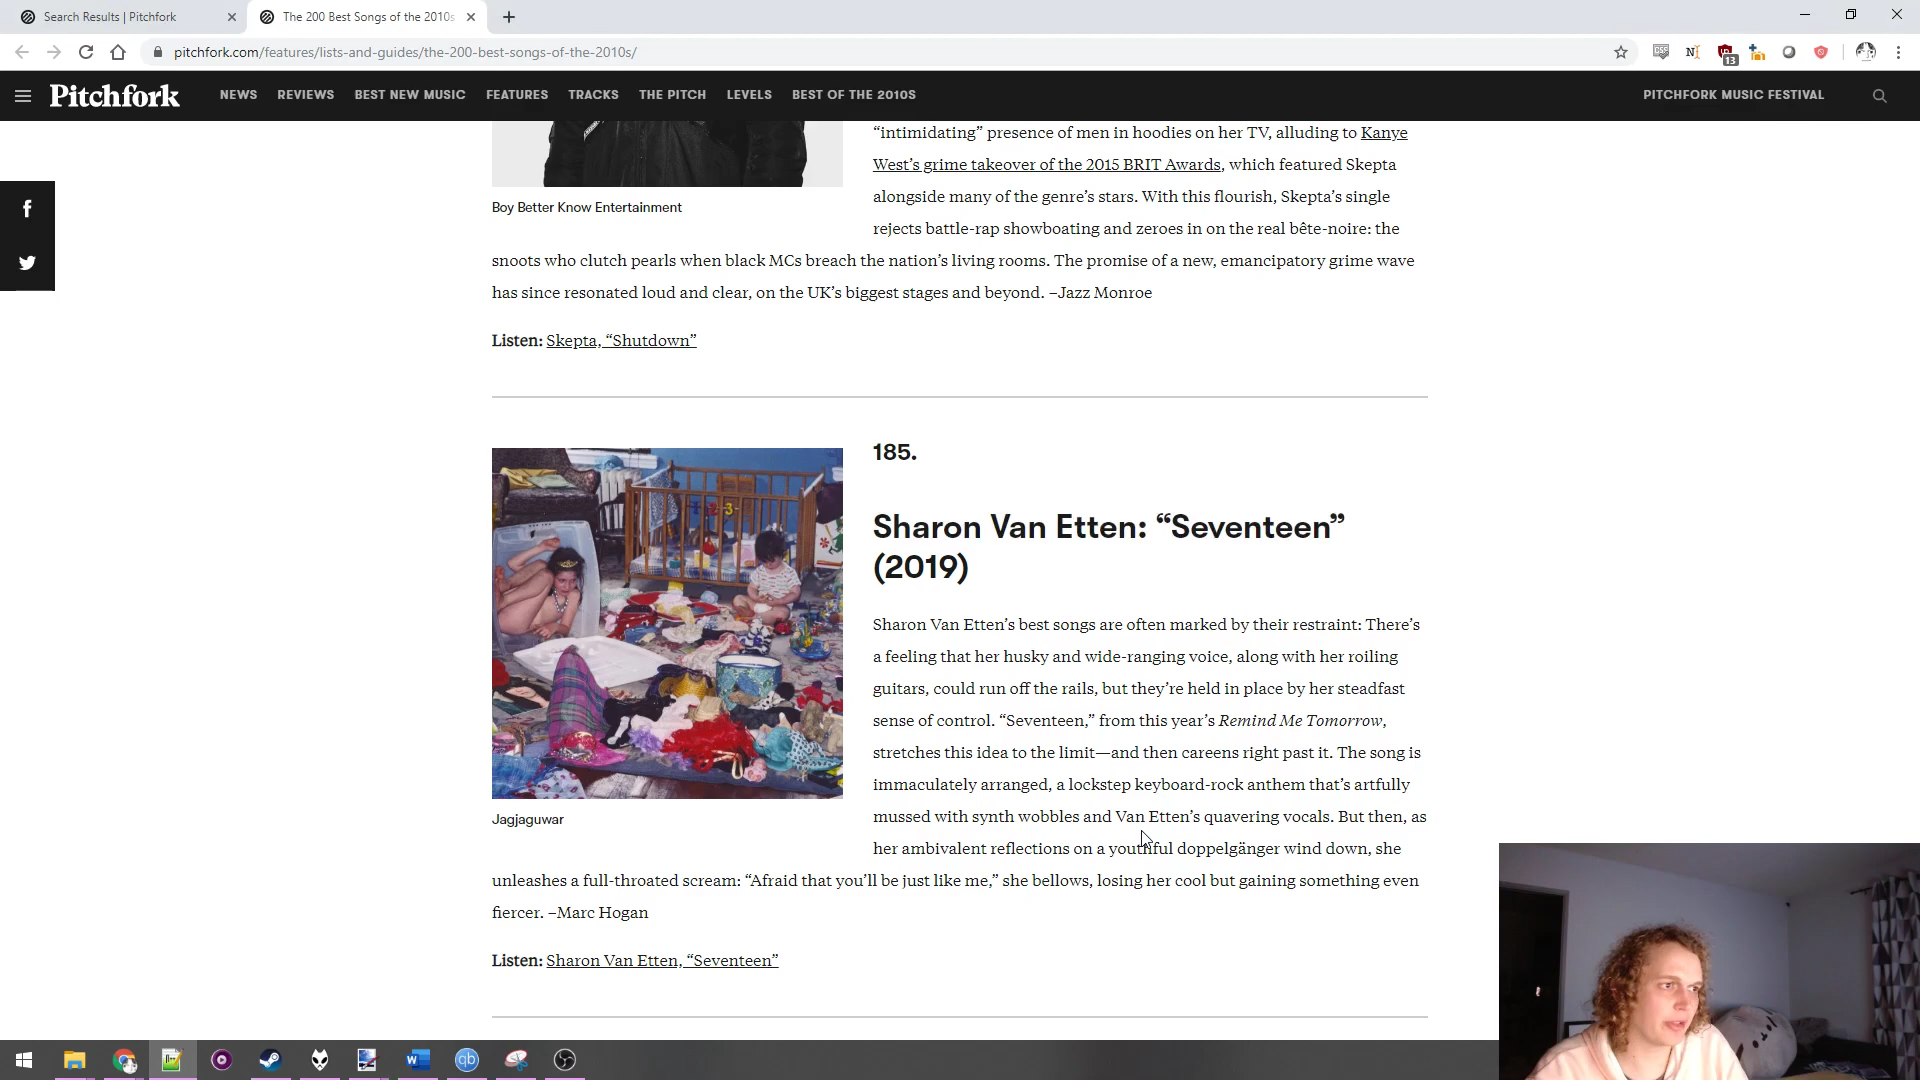 Search Results | Pitchfork
The 200 Best Songs of the 2010s
pitchfork.com/features/lists-and-guides/the-200-best-songs-of-the-2010s/
13
Pitchfork
NEWS REVIEWS BEST NEW MUSIC FEATURES TRACKS THE PITCH LEVELS BEST OF THE 2010S PITCHFORK MUSIC FESTIVAL
“intimidating” presence of men in hoodies on her TV, alluding to Kanye
West’s grime takeover of the 2015 BRIT Awards, which featured Skepta
alongside many of the genre’s stars. With this flourish, Skepta’s single
rejects battle-rap showboating and zeroes in on the real bête-noire: the
Boy Better Know Entertainment
snoots who clutch pearls when black MCs breach the nation’s living rooms. The promise of a new, emancipatory grime wave
has since resonated loud and clear, on the UK’s biggest stages and beyond. –Jazz Monroe
Listen: Skepta, “Shutdown”
185.
Sharon Van Etten: “Seventeen”
(2019)
Sharon Van Etten’s best songs are often marked by their restraint: There’s
a feeling that her husky and wide-ranging voice, along with her roiling
guitars, could run off the rails, but they’re held in place by her steadfast
sense of control. “Seventeen,” from this year’s Remind Me Tomorrow,
stretches this idea to the limit—and then careens right past it. The song is
immaculately arranged, a lockstep keyboard-rock anthem that’s artfully
mussed with synth wobbles and Van Etten’s quavering vocals. But then, as
her ambivalent reflections on a youthful doppelgänger wind down, she
Jagjaguwar
unleashes a full-throated scream: “Afraid that you’ll be just like me,” she bellows, losing her cool but gaining something even
fiercer. –Marc Hogan
Listen: Sharon Van Etten, “Seventeen”